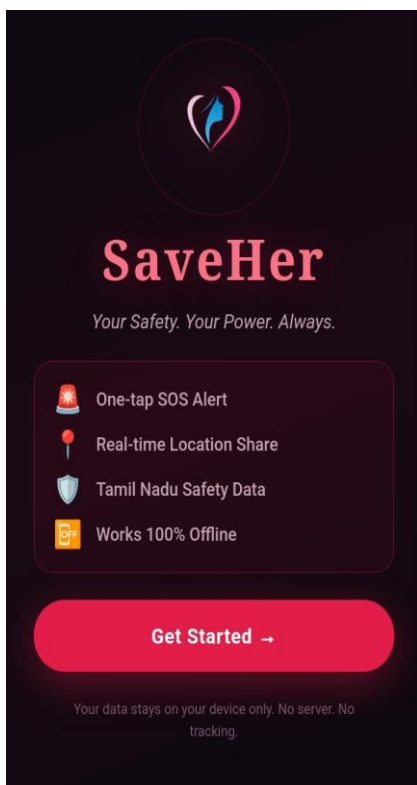 SaveHer
Your Safety. Your Power. Always.
One-tap SOS Alert
Real-time Location Share
Tamil Nadu Safety Data
OFF
Works 100% Offline
Get Started →
Your data stays on your device only. No server. No
tracking.